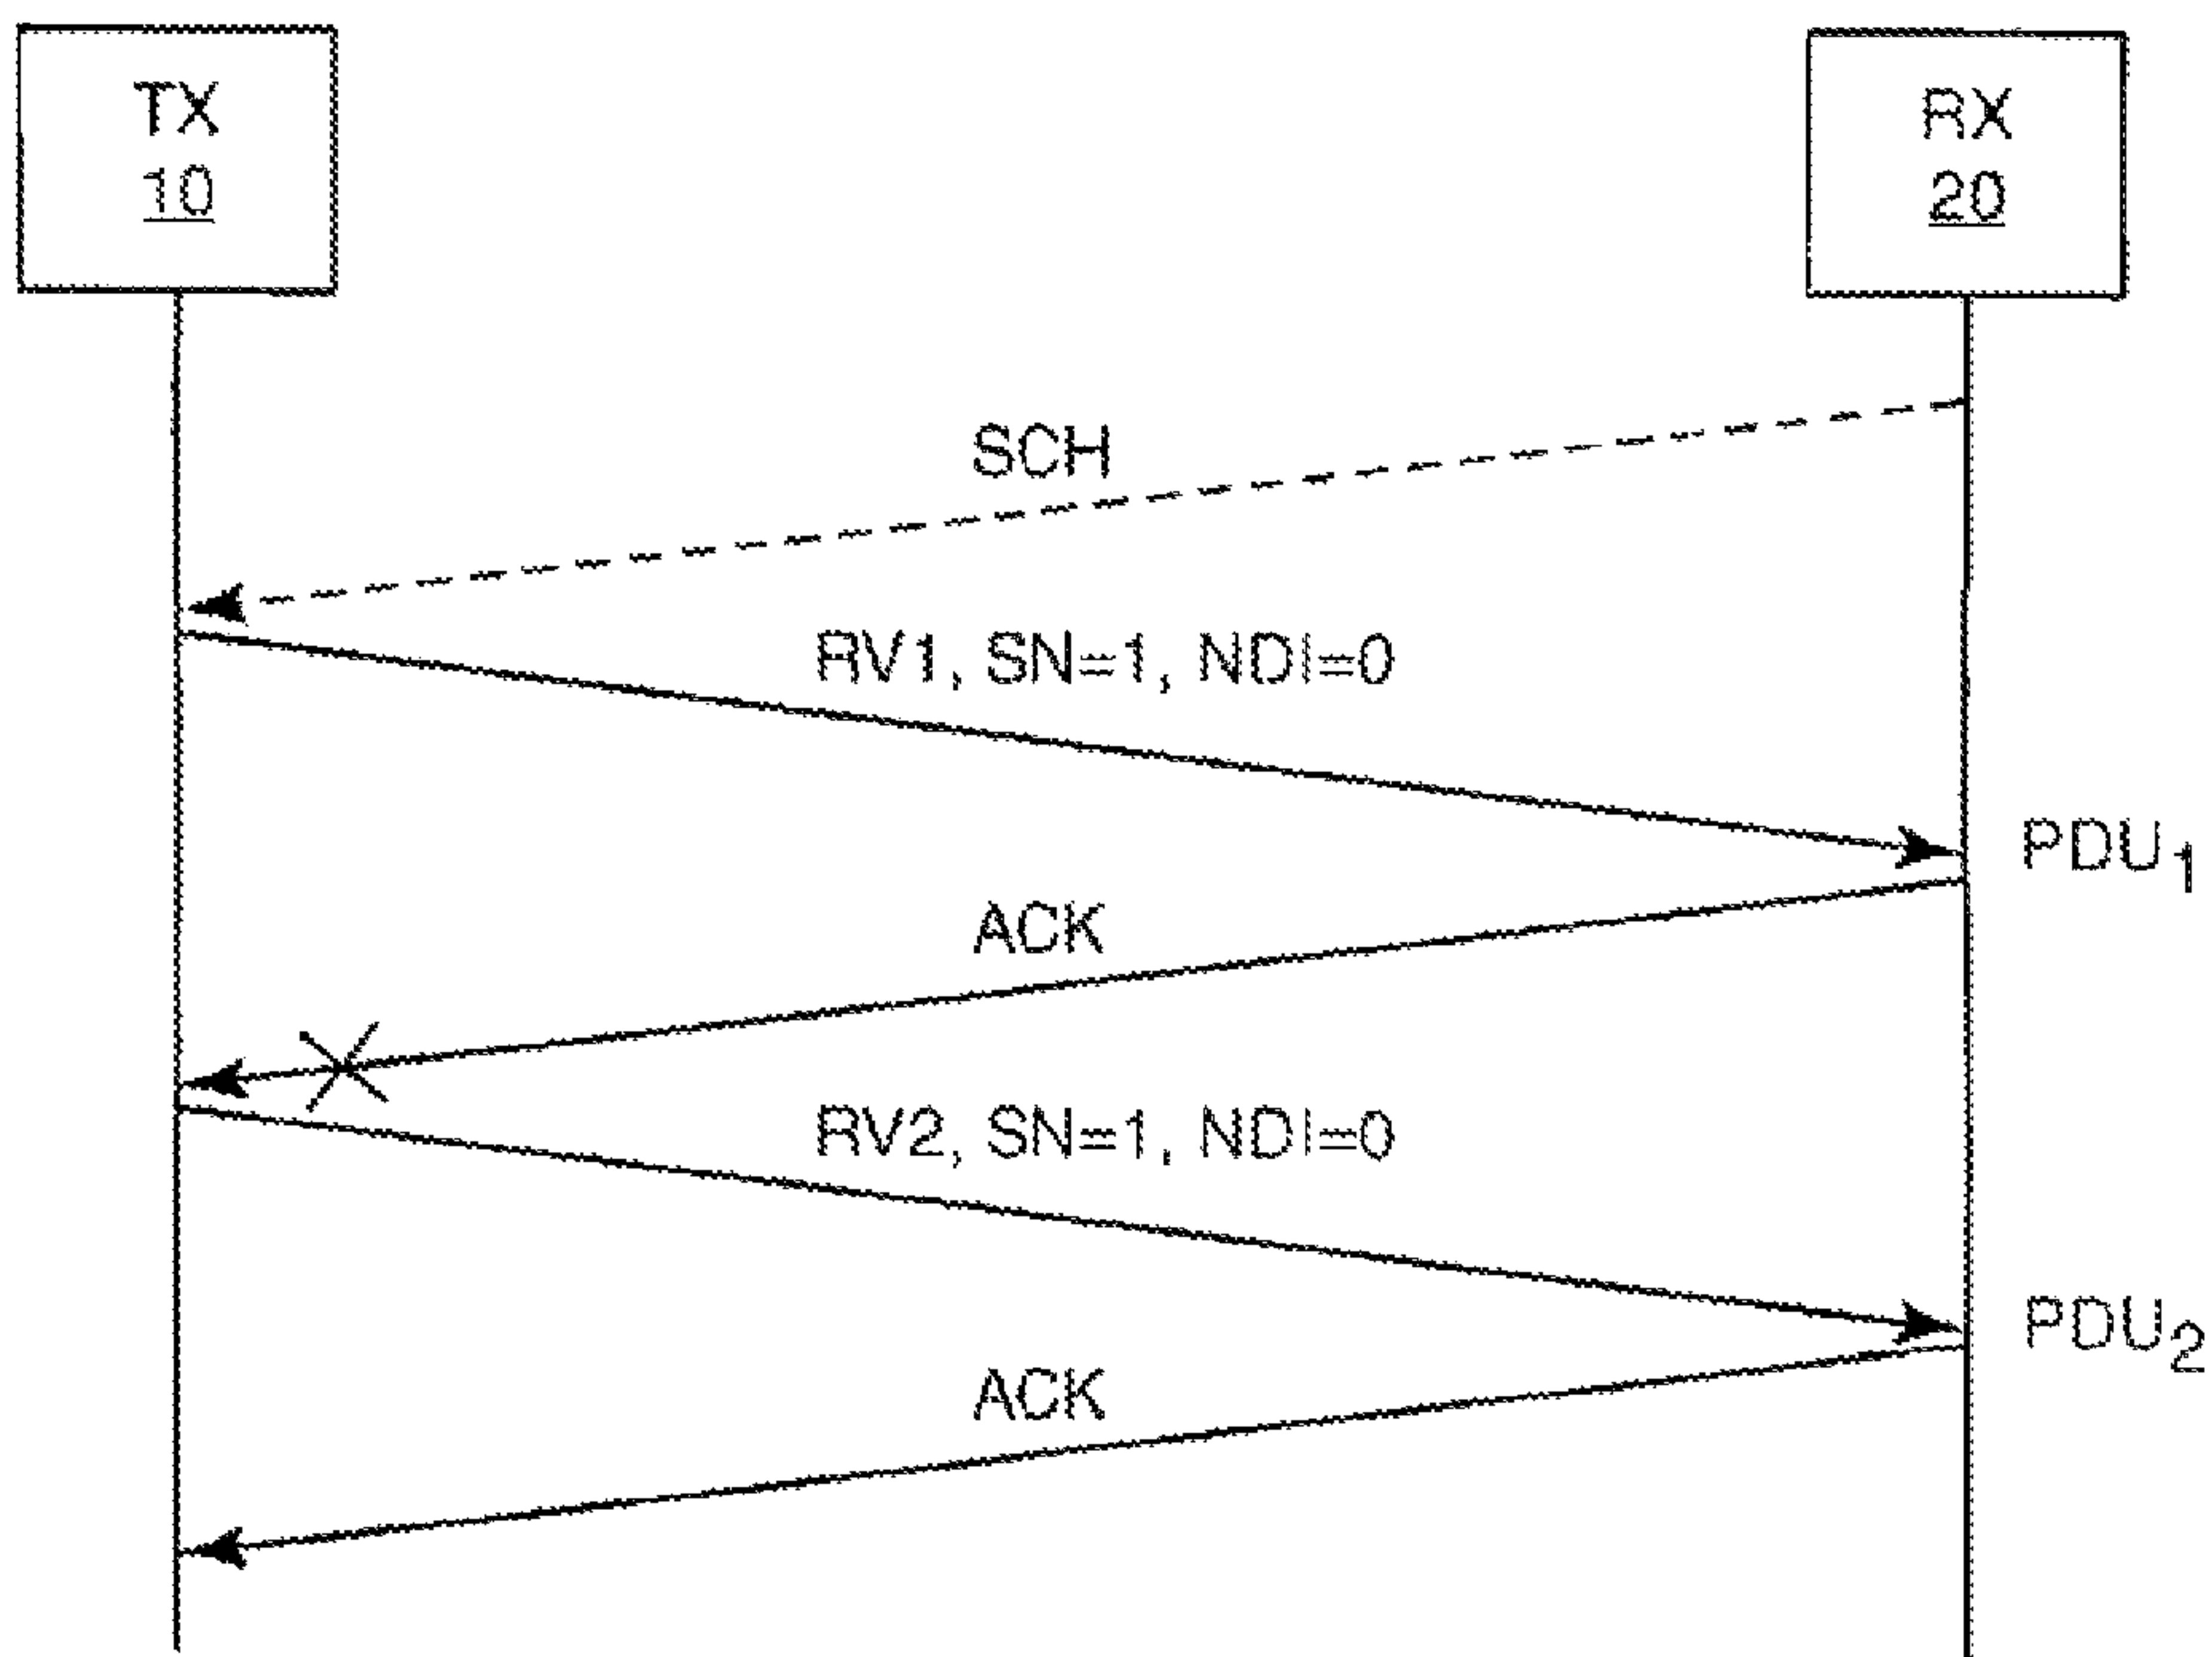 TX
10
RX
20
SCH
RV1, SN=1, NDI=0
PDU1
ACK
RV2, SN=1, NDI=0
PDU2
ACK